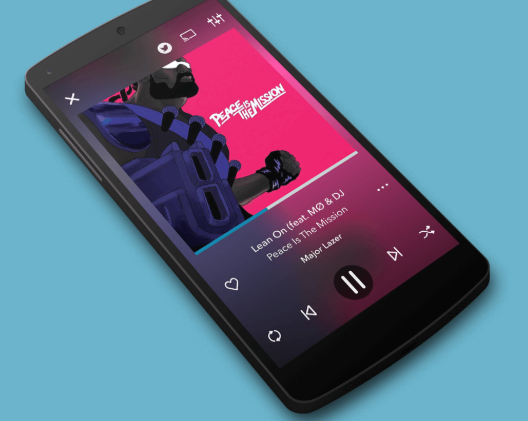 PEACE IS
THE MISSION
Lean On (feat. MØ & DJ
Peace Is The Mission
Major Lazer